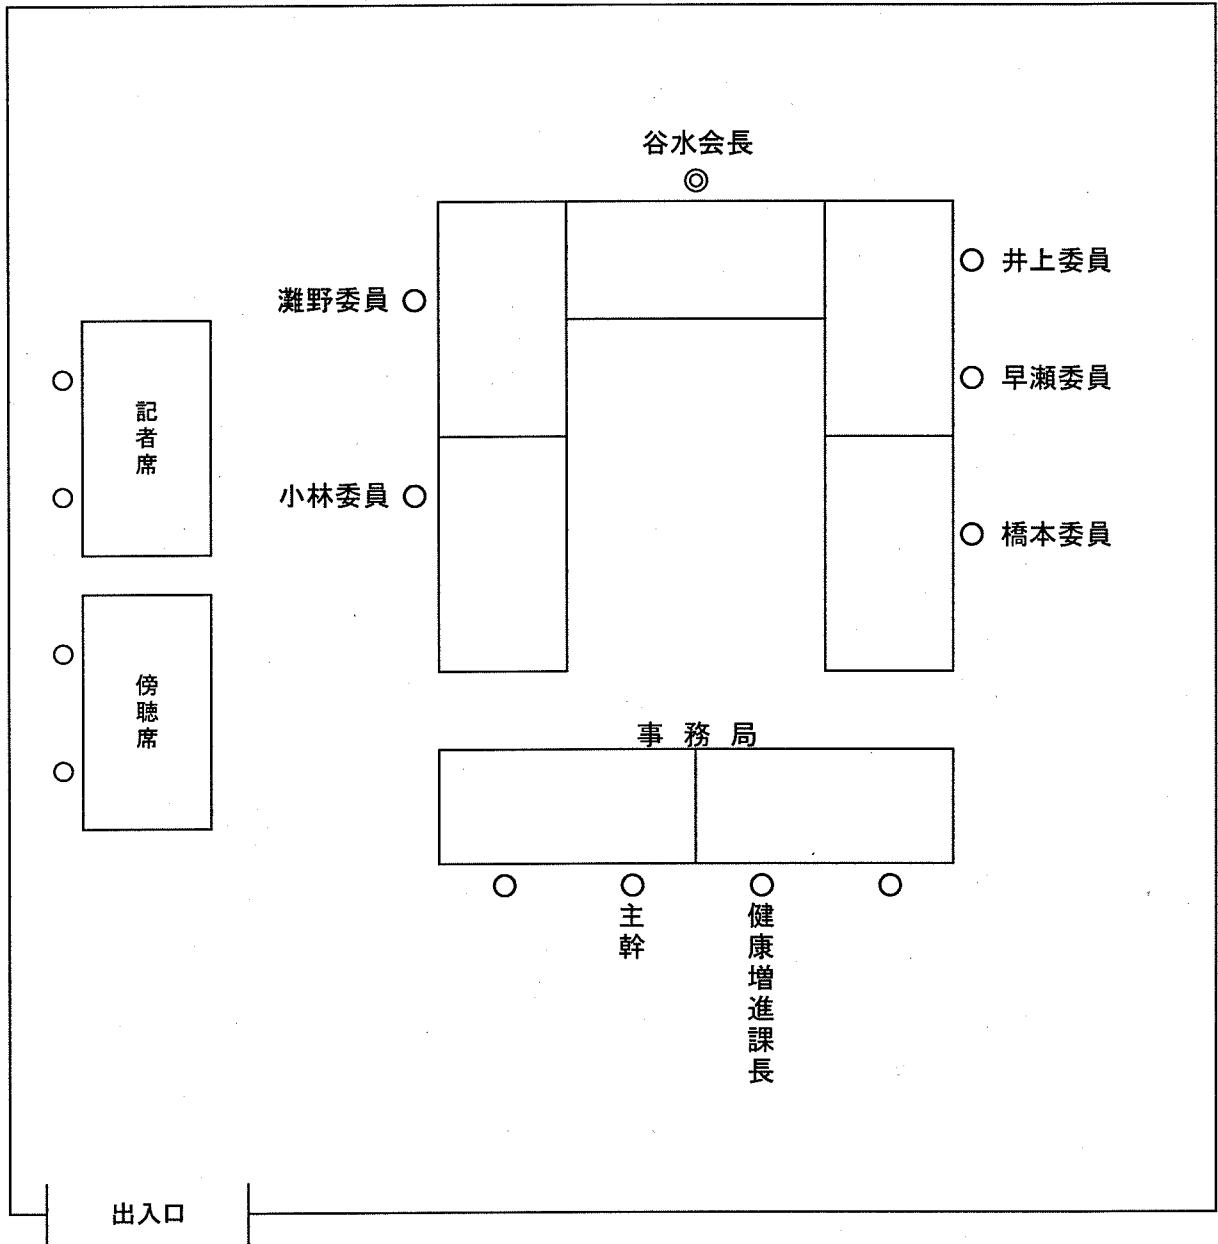 谷水会長
井上委員
灘野委員
早瀬委員
記者席
小林委員
橋本委員
傍聴席
事務局
主幹
健康増進課長
出入口